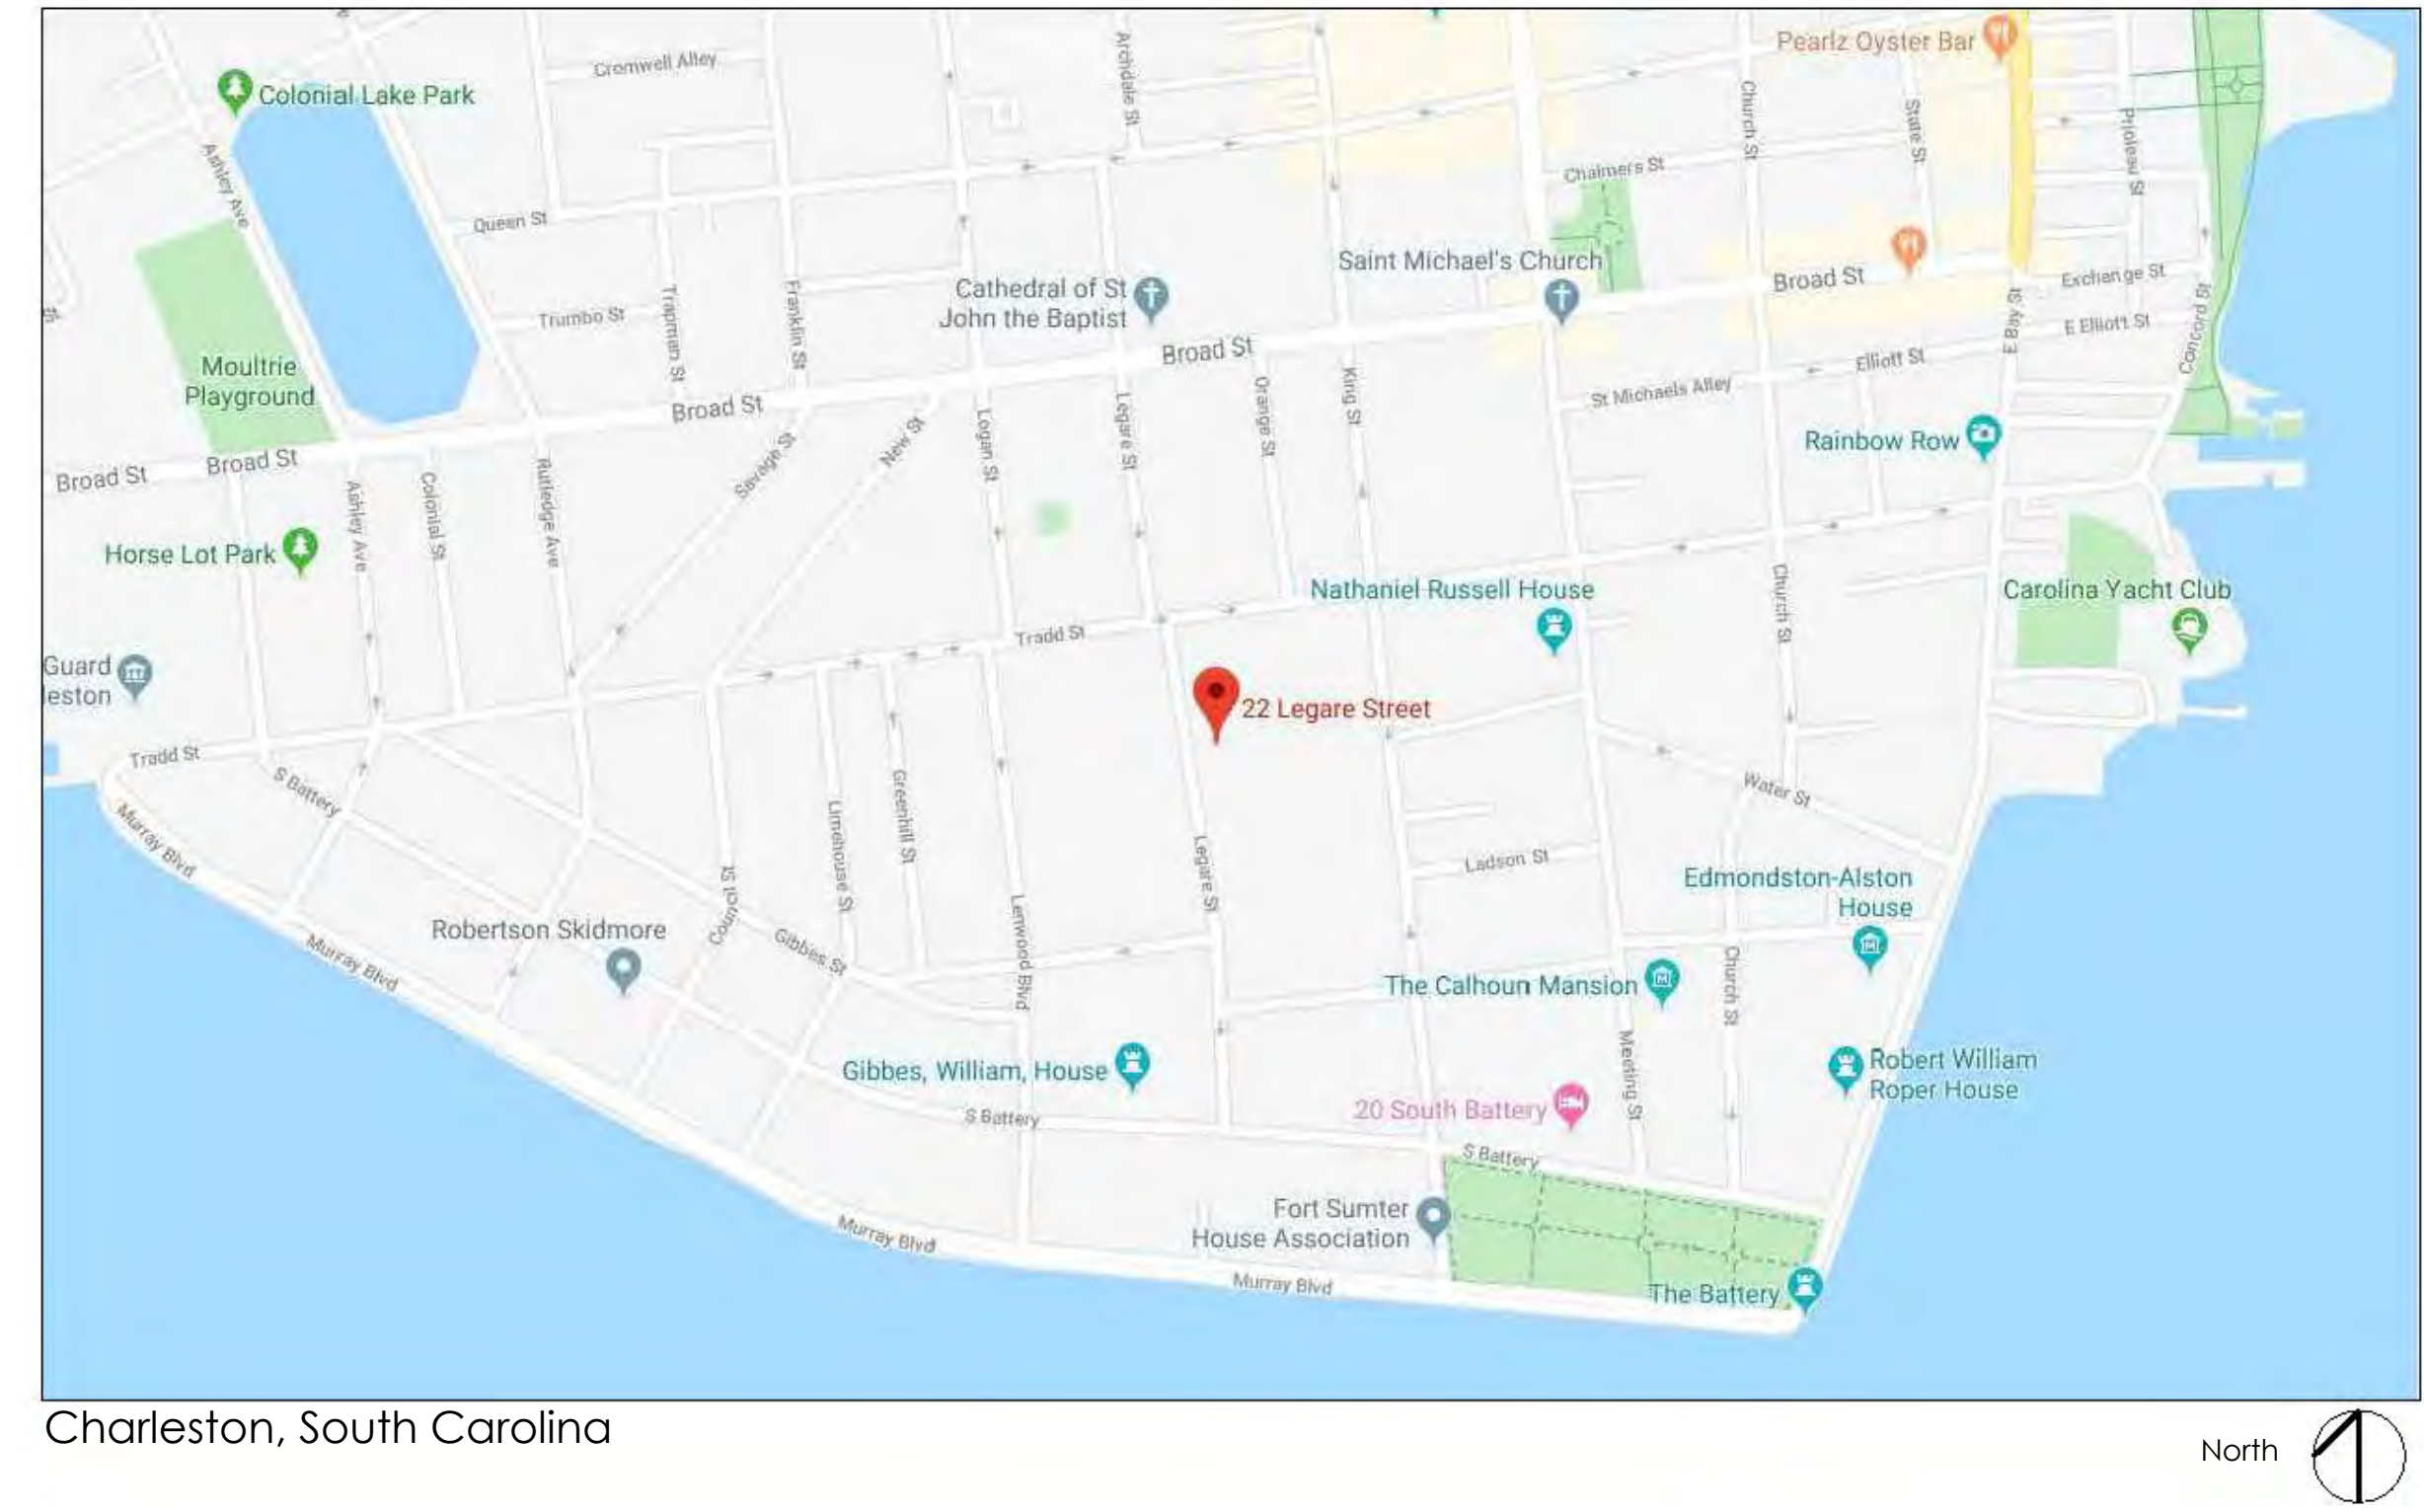 Pearlz Oyster Bar
Cromwell Alley
Archdale St
Colonial Lake Park
Church St
State St
Prioleau St
Ashley Ave
Chalmers St
Queen St
Saint Michael's Church
Broad St
Exchange St
Trumbo St
Trapman St
Franklin St
Cathedral of St
John the Baptist
E Bay St
E Elliott St
Concord St
Moultrie
Playground
Broad St
Elliott St
St Michaels Alley
Broad St
Orange St
King St
Legare St
Logan St
New St
Savage St
Rainbow Row
Broad St
Broad St
Rutledge Ave
Colonial St
Ashley Ave
Horse Lot Park
Nathaniel Russell House
Church St
Carolina Yacht Club
Tradd St
Guard
leston
22 Legare Street
Tradd St
S Battery
Water St
Murray Blvd
Limehouse St
Greenhill St
Legare St
Ladson St
Edmondston-Alston
House
Council St
Robertson Skidmore
Gibbes St
Lenwood Blvd
Murray Blvd
The Calhoun Mansion
Church St
Gibbes, William, House
Meeting St
Robert William
Roper House
20 South Battery
S Battery
S Battery
Fort Sumter
House Association
Murray Blvd
Murray Blvd
The Battery
Charleston, South Carolina
North